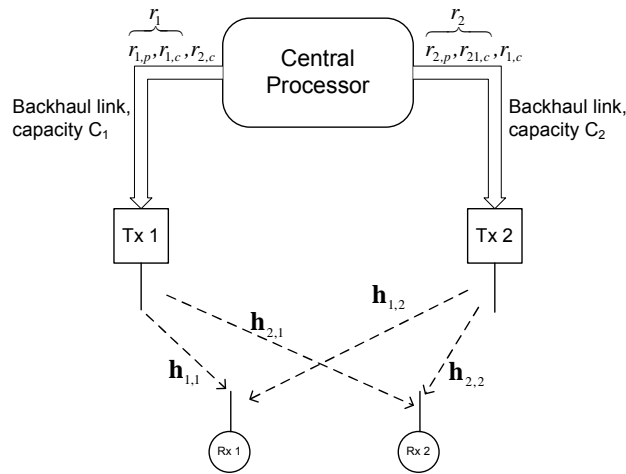 r₁
r₁,ₚ, r₁,c , r₂,c
r₂
r₂,ₚ, r₂₁,c , r₁,c
Central
Processor
Backhaul link,
capacity C₁
Backhaul link,
capacity C₂
Tx 1
Tx 2
h₁,₂
h₂,₁
h₁,₁
h₂,₂
Rx 1
Rx 2